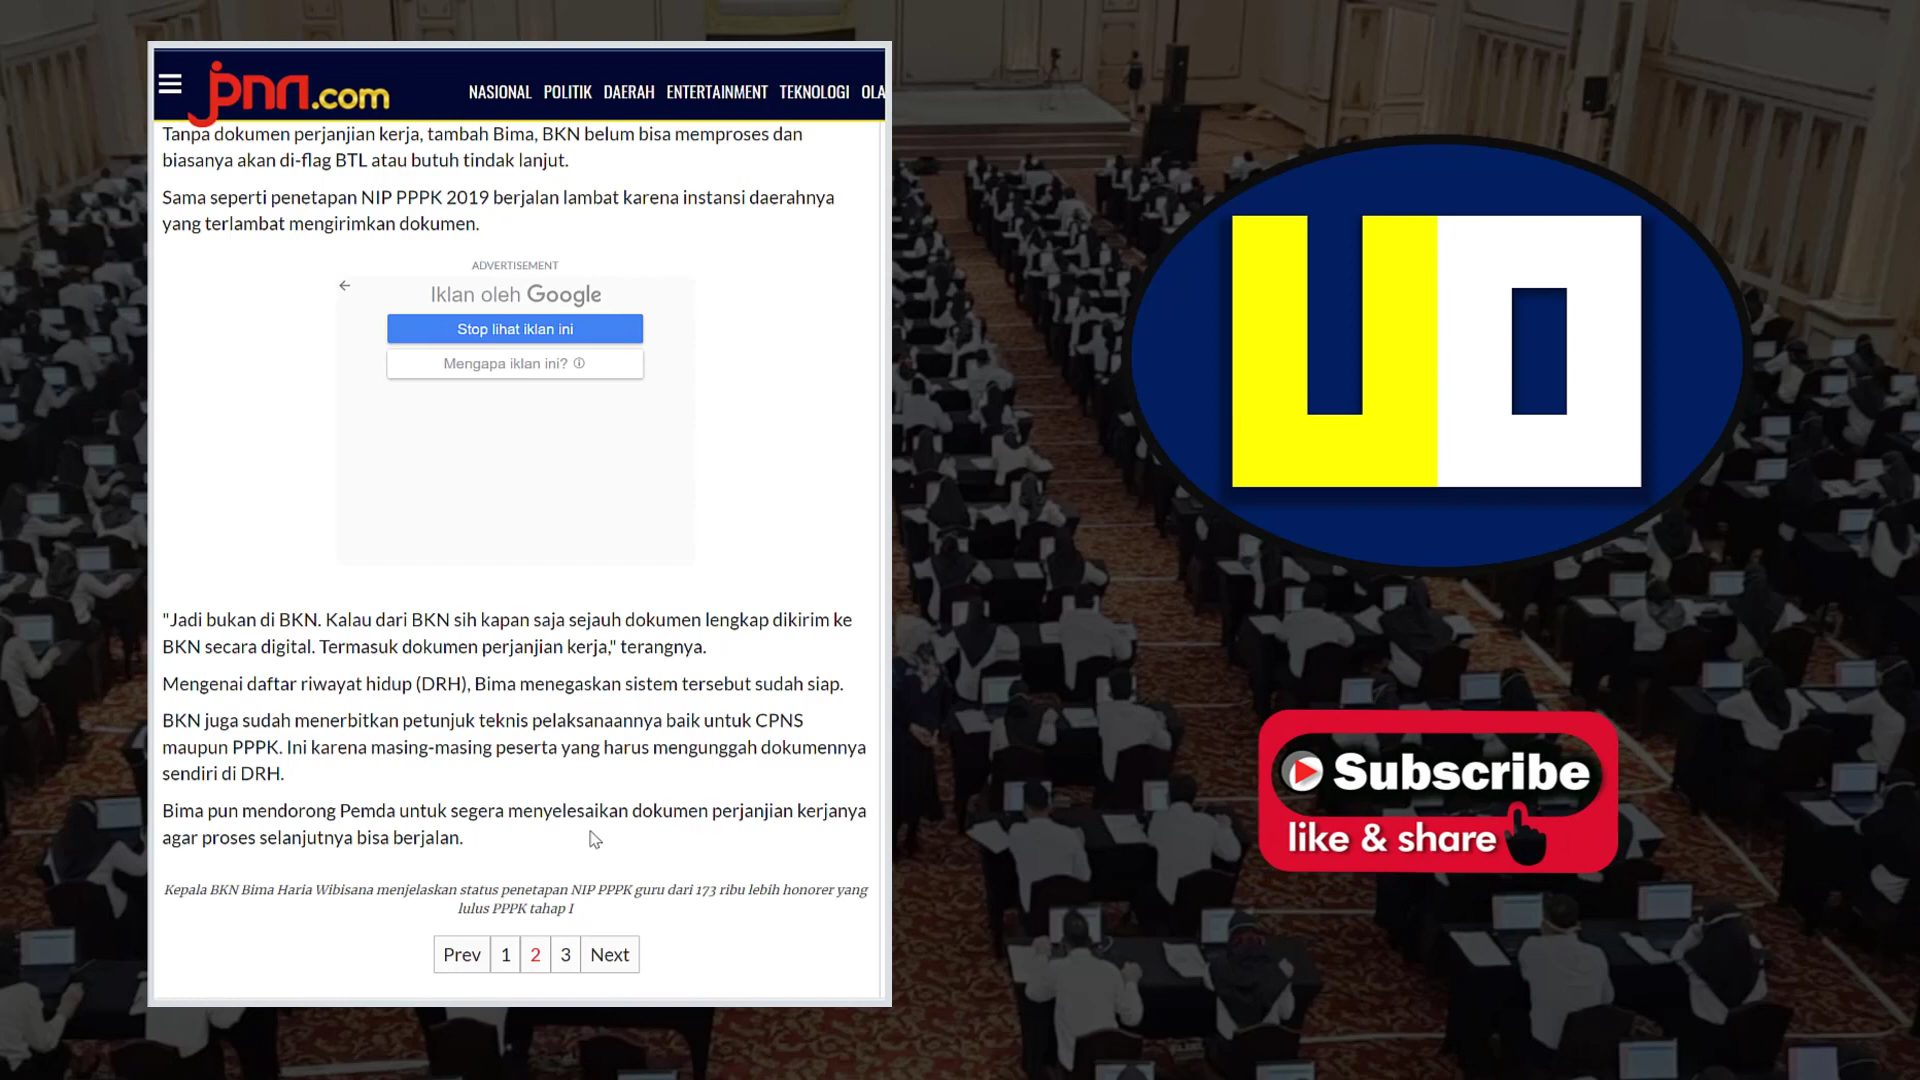 jpnn.com
NASIONAL POLITIK DAERAH ENTERTAINMENT TEKNOLOGI OLA
Tanpa dokumen perjanjian kerja, tambah Bima, BKN belum bisa memproses dan
biasanya akan di-flag BTL atau butuh tindak lanjut.
Sama seperti penetapan NIP PPPK 2019 berjalan lambat karena instansi daerahnya
yang terlambat mengirimkan dokumen.
ADVERTISEMENT
Iklan oleh Google
Stop lihat iklan ini
Mengapa iklan ini?
"Jadi bukan di BKN. Kalau dari BKN sih kapan saja sejauh dokumen lengkap dikirim ke
BKN secara digital. Termasuk dokumen perjanjian kerja," terangnya.
Mengenai daftar riwayat hidup (DRH), Bima menegaskan sistem tersebut sudah siap.
BKN juga sudah menerbitkan petunjuk teknis pelaksanaannya baik untuk CPNS
maupun PPPK. Ini karena masing-masing peserta yang harus mengunggah dokumennya
sendiri di DRH.
Bima pun mendorong Pemda untuk segera menyelesaikan dokumen perjanjian kerjanya
agar proses selanjutnya bisa berjalan.
Kepala BKN Bima Haria Wibisana menjelaskan status penetapan NIP PPPK guru dari 173 ribu lebih honorer yang
lulus PPPK tahap I
Prev 1 2 3 Next
UO
Subscribe
like & share